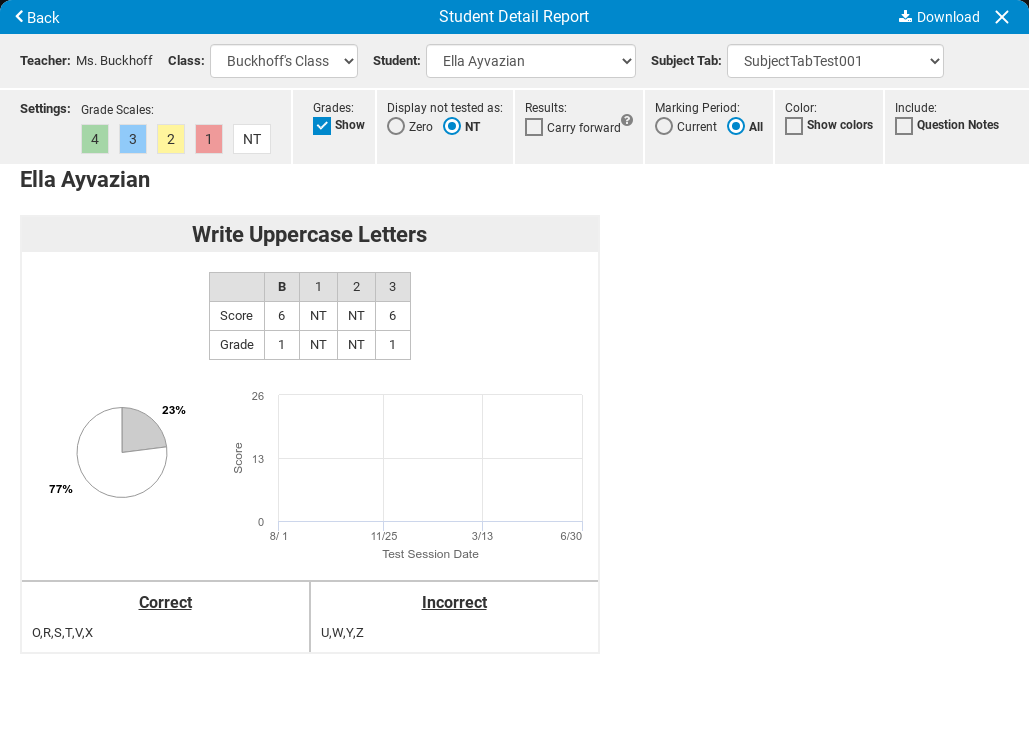 Back
Student Detail Report
Download
Teacher: Ms. Buckhoff Class: Buckhoff's Class Student: Ella Ayvazian Subject Tab: SubjectTabTest001
Settings: Grade Scales:
4 3 2 1 NT
Grades:
Show
Display not tested as:
Zero NT
Results:
Carry forward ?
Marking Period:
Current All
Color:
Show colors
Include:
Question Notes
Ella Ayvazian
Write Uppercase Letters
B 1 2 3
Score 6 NT NT 6
Grade 1 NT NT 1
23%
77%
26
13
0
Score
8/ 1 11/25 3/13 6/30
Test Session Date
Correct
O,R,S,T,V,X
Incorrect
U,W,Y,Z